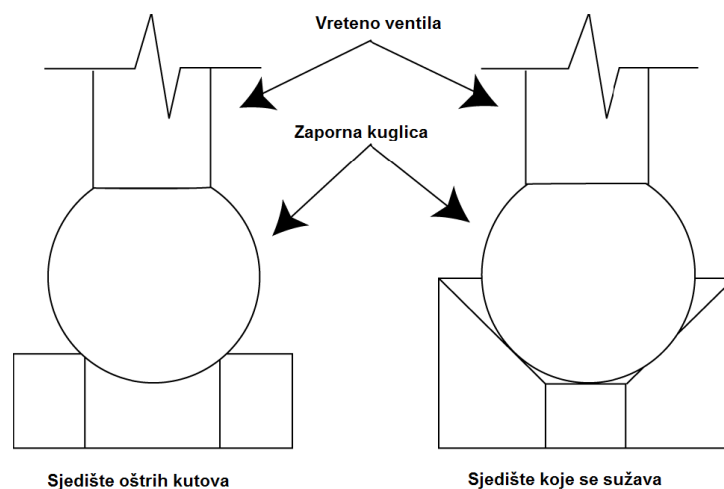 Vreteno ventila
Zaporna kuglica
Sjedište oštrih kutova
Sjedište koje se sužava